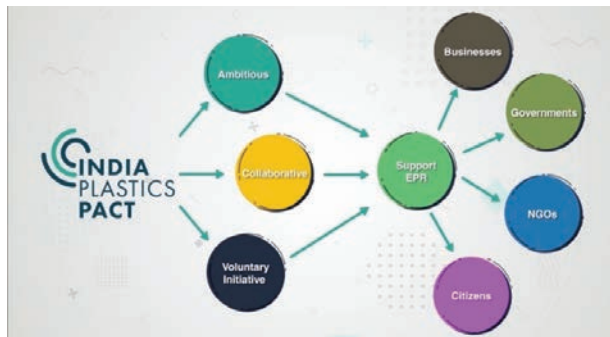 INDIA
PLASTICS
PACT
Ambitious
Collaborative
Voluntary
Initiative
Support
EPR
Businesses
Governments
NGOs
Citizens